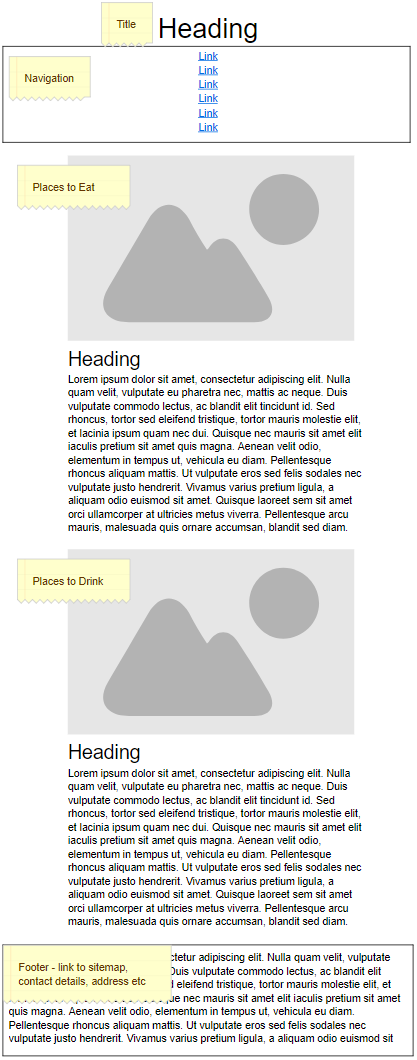 Title
Heading
Navigation
Link
Link
Link
Link
Link
Link
Places to Eat
Heading
Lorem ipsum dolor sit amet, consectetur adipiscing elit. Nulla
quam velit, vulputate eu pharetra nec, mattis ac neque. Duis
vulputate commodo lectus, ac blandit elit tincidunt id. Sed
rhoncus, tortor sed eleifend tristique, tortor mauris molestie elit,
et lacinia ipsum quam nec dui. Quisque nec mauris sit amet elit
iaculis pretium sit amet quis magna. Aenean velit odio,
elementum in tempus ut, vehicula eu diam. Pellentesque
rhoncus aliquam mattis. Ut vulputate eros sed felis sodales nec
vulputate justo hendrerit. Vivamus varius pretium ligula, a
aliquam odio euismod sit amet. Quisque laoreet sem sit amet
orci ullamcorper at ultricies metus viverra. Pellentesque arcu
mauris, malesuada quis ornare accumsan, blandit sed diam.
Places to Drink
Heading
Lorem ipsum dolor sit amet, consectetur adipiscing elit. Nulla
quam velit, vulputate eu pharetra nec, mattis ac neque. Duis
vulputate commodo lectus, ac blandit elit tincidunt id. Sed
rhoncus, tortor sed eleifend tristique, tortor mauris molestie elit,
et lacinia ipsum quam nec dui. Quisque nec mauris sit amet elit
iaculis pretium sit amet quis magna. Aenean velit odio,
elementum in tempus ut, vehicula eu diam. Pellentesque
rhoncus aliquam mattis. Ut vulputate eros sed felis sodales nec
vulputate justo hendrerit. Vivamus varius pretium ligula, a
aliquam odio euismod sit amet. Quisque laoreet sem sit amet
orci ullamcorper at ultricies metus viverra. Pellentesque arcu
mauris, malesuada quis ornare accumsan, blandit sed diam.
Footer - link to sitemap,
contact details, address etc
adipiscing elit. Nulla quam velit, vulputate
Duis vulputate commodo lectus, ac blandit elit
eleifend tristique, tortor mauris molestie elit, et
nec mauris sit amet elit iaculis pretium sit amet
quis magna. Aenean velit odio, elementum in tempus ut, vehicula eu diam.
Pellentesque rhoncus aliquam mattis. Ut vulputate eros sed felis sodales nec
vulputate justo hendrerit. Vivamus varius pretium ligula, a aliquam odio euismod sit